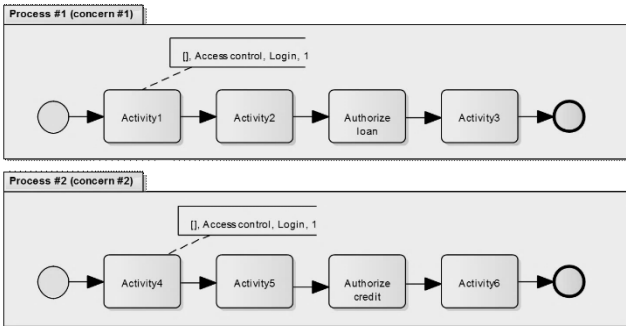 Process #1 (concern #1)
[], Access control, Login, 1
Activity1
Activity2
Authorize
loan
Activity3
Process #2 (concern #2)
[], Access control, Login, 1
Activity4
Activity5
Authorize
credit
Activity6